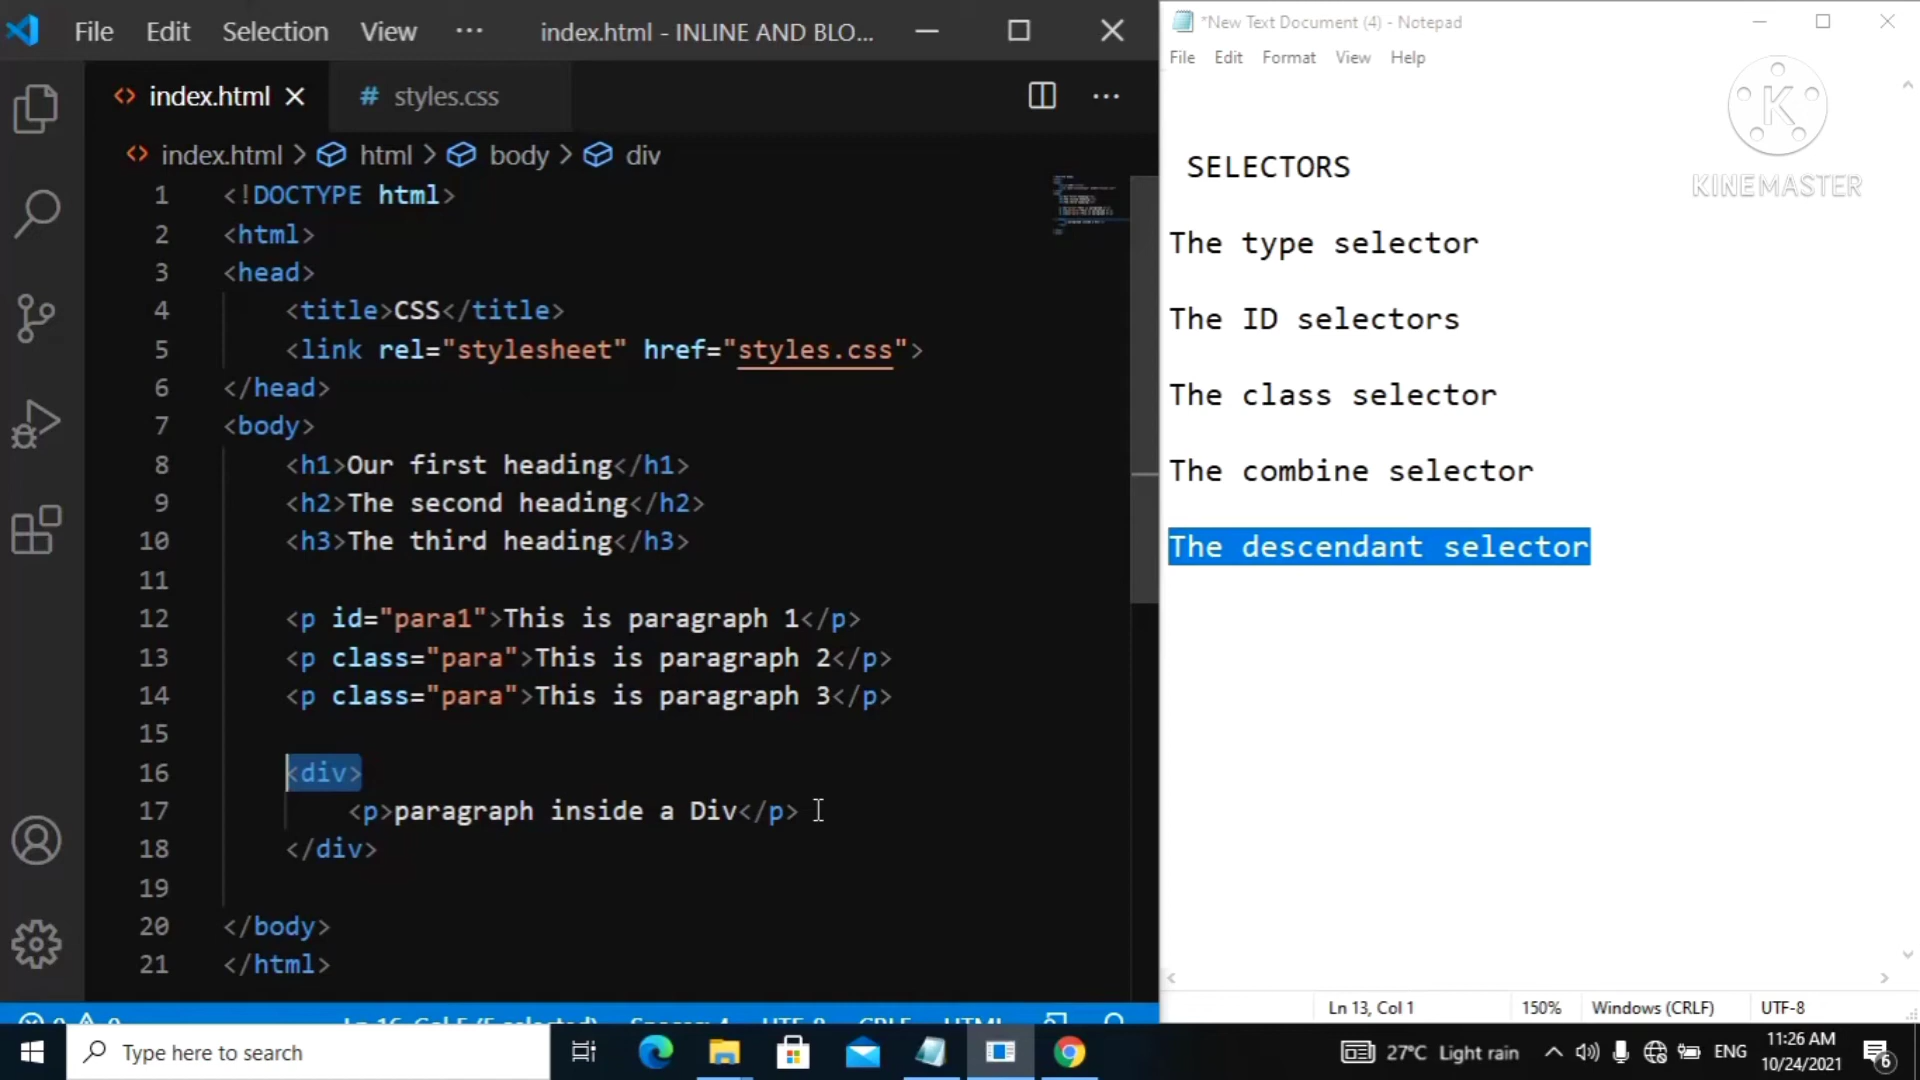 File Edit Selection View ··· index.html - INLINE AND BLO...
index.html styles.css
index.html > html > body > div
1 <!DOCTYPE html>
2 <html>
3 <head>
4 <title>CSS</title>
5 <link rel="stylesheet" href="styles.css">
6 </head>
7 <body>
8 <h1>Our first heading</h1>
9 <h2>The second heading</h2>
10 <h3>The third heading</h3>
11
12 <p id="para1">This is paragraph 1</p>
13 <p class="para">This is paragraph 2</p>
14 <p class="para">This is paragraph 3</p>
15
16 <div>
17 <p>paragraph inside a Div</p>
18 </div>
19
20 </body>
21 </html>
*New Text Document (4) - Notepad
File Edit Format View Help
K
KINEMASTER
SELECTORS
The type selector
The ID selectors
The class selector
The combine selector
The descendant selector
Ln 13, Col 1 150% Windows (CRLF) UTF-8
Type here to search
27°C Light rain ENG
11:26 AM
10/24/2021
6